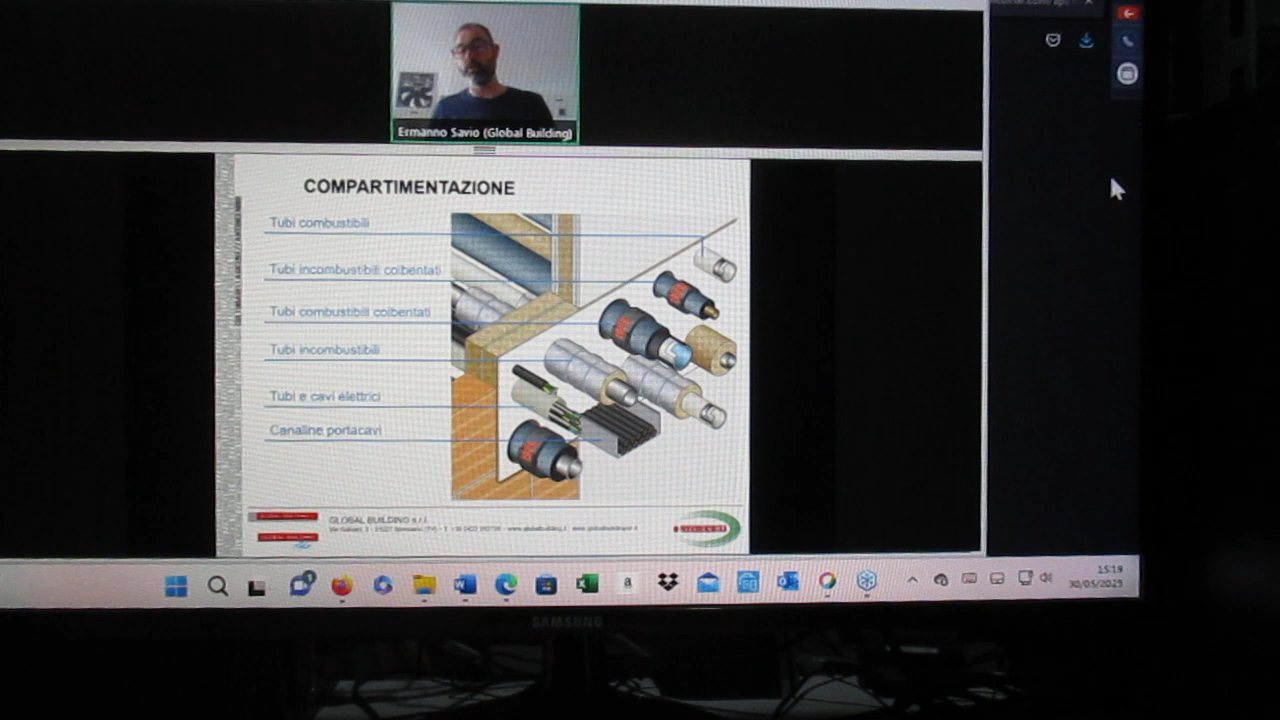 Ermanno Savio (Global Building)
COMPARTIMENTAZIONE
Tubi combustibili
Tubi incombustibili coibentati
Tubi combustibili coibentati
Tubi incombustibili
Tubi e cavi elettrici
Canaline portacavi
GLOBAL BUILDING s.r.l.
15:19
30/05/2023
SAMSUNG